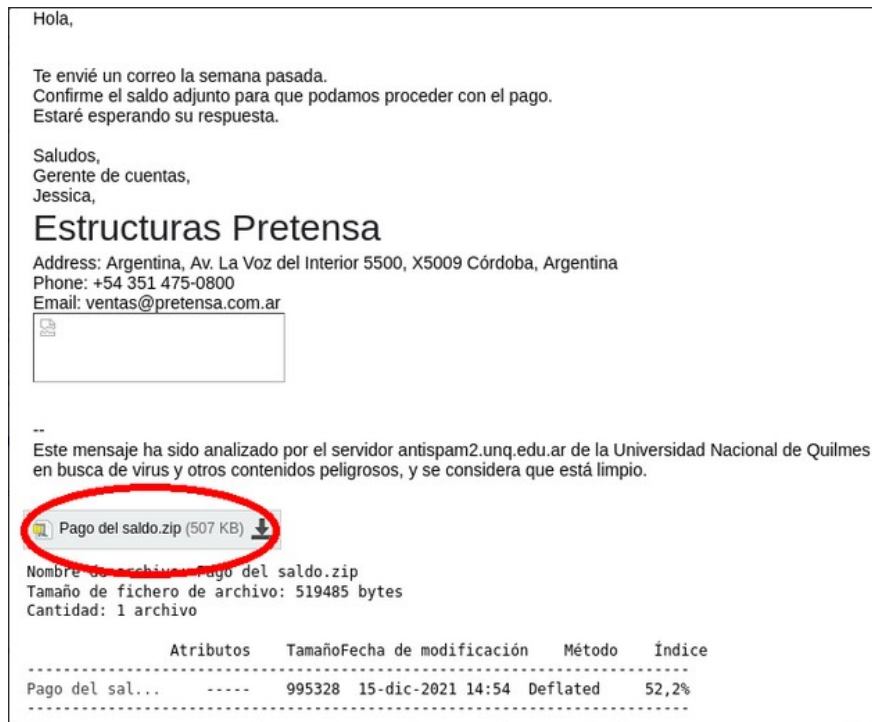 Hola,
Te envié un correo la semana pasada.
Confirme el saldo adjunto para que podamos proceder con el pago.
Estaré esperando su respuesta.
Saludos,
Gerente de cuentas,
Jessica,
Estructuras Pretensa
Address: Argentina, Av. La Voz del Interior 5500, X5009 Córdoba, Argentina
Phone: +54 351 475-0800
Email: ventas@pretensa.com.ar
--
Este mensaje ha sido analizado por el servidor antispam2.unq.edu.ar de la Universidad Nacional de Quilmes
en busca de virus y otros contenidos peligrosos, y se considera que está limpio.
Pago del saldo.zip (507 KB)
Nombre de archivo: Pago del saldo.zip
Tamaño de fichero de archivo: 519485 bytes
Cantidad: 1 archivo
Atributos TamañoFecha de modificación Método Índice
Pago del sal... ----- 995328 15-dic-2021 14:54 Deflated 52,2%